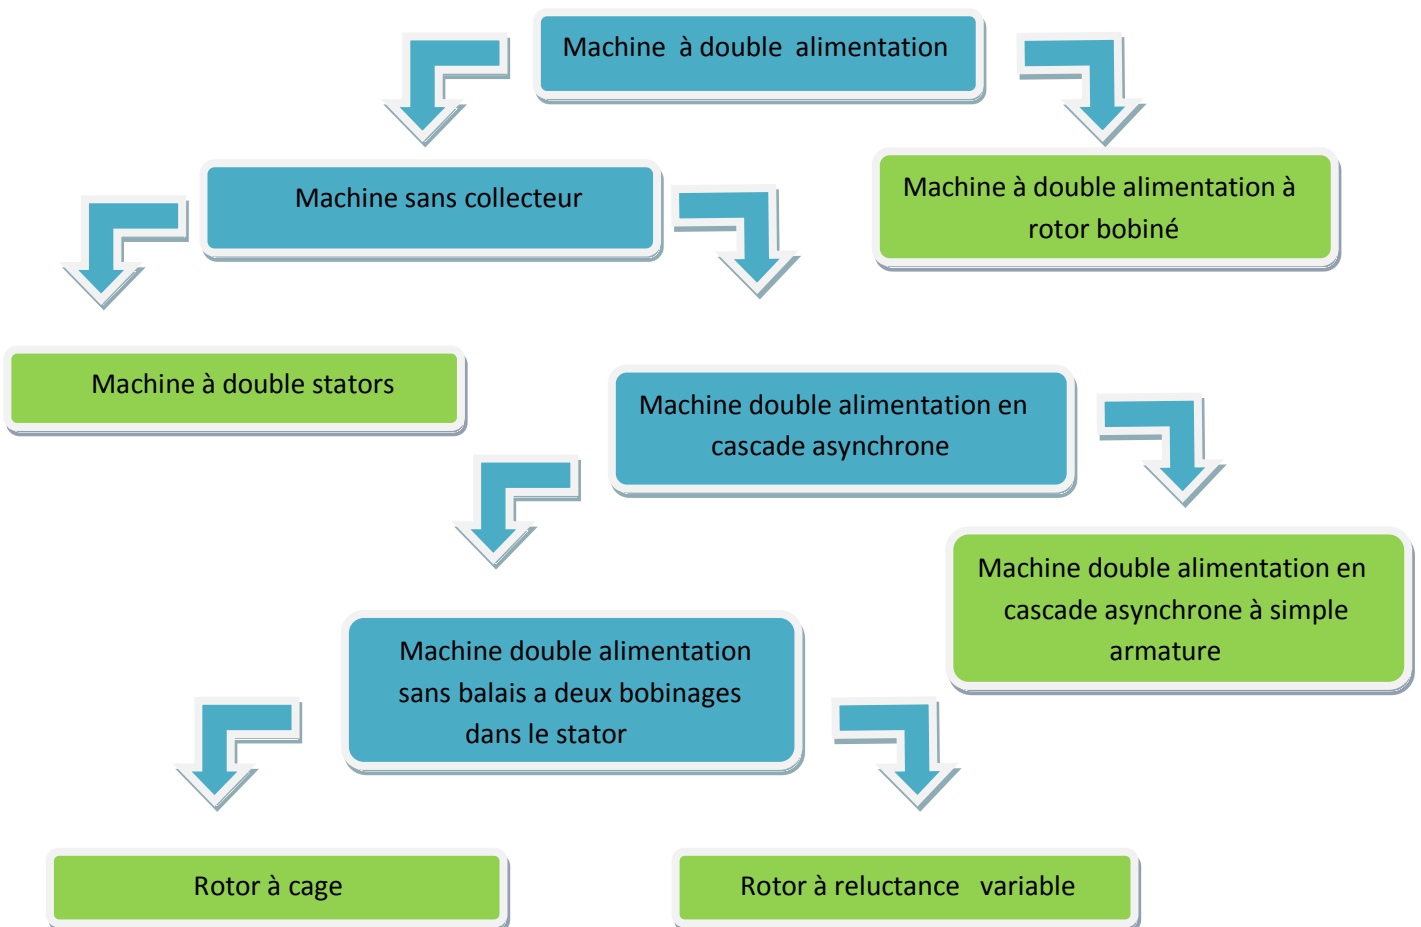 Machine à double alimentation
Machine sans collecteur
Machine à double alimentation à
rotor bobiné
Machine à double stators
Machine double alimentation en
cascade asynchrone
Machine double alimentation en
cascade asynchrone à simple
armature
Machine double alimentation
sans balais a deux bobinages
dans le stator
Rotor à cage
Rotor à reluctance variable